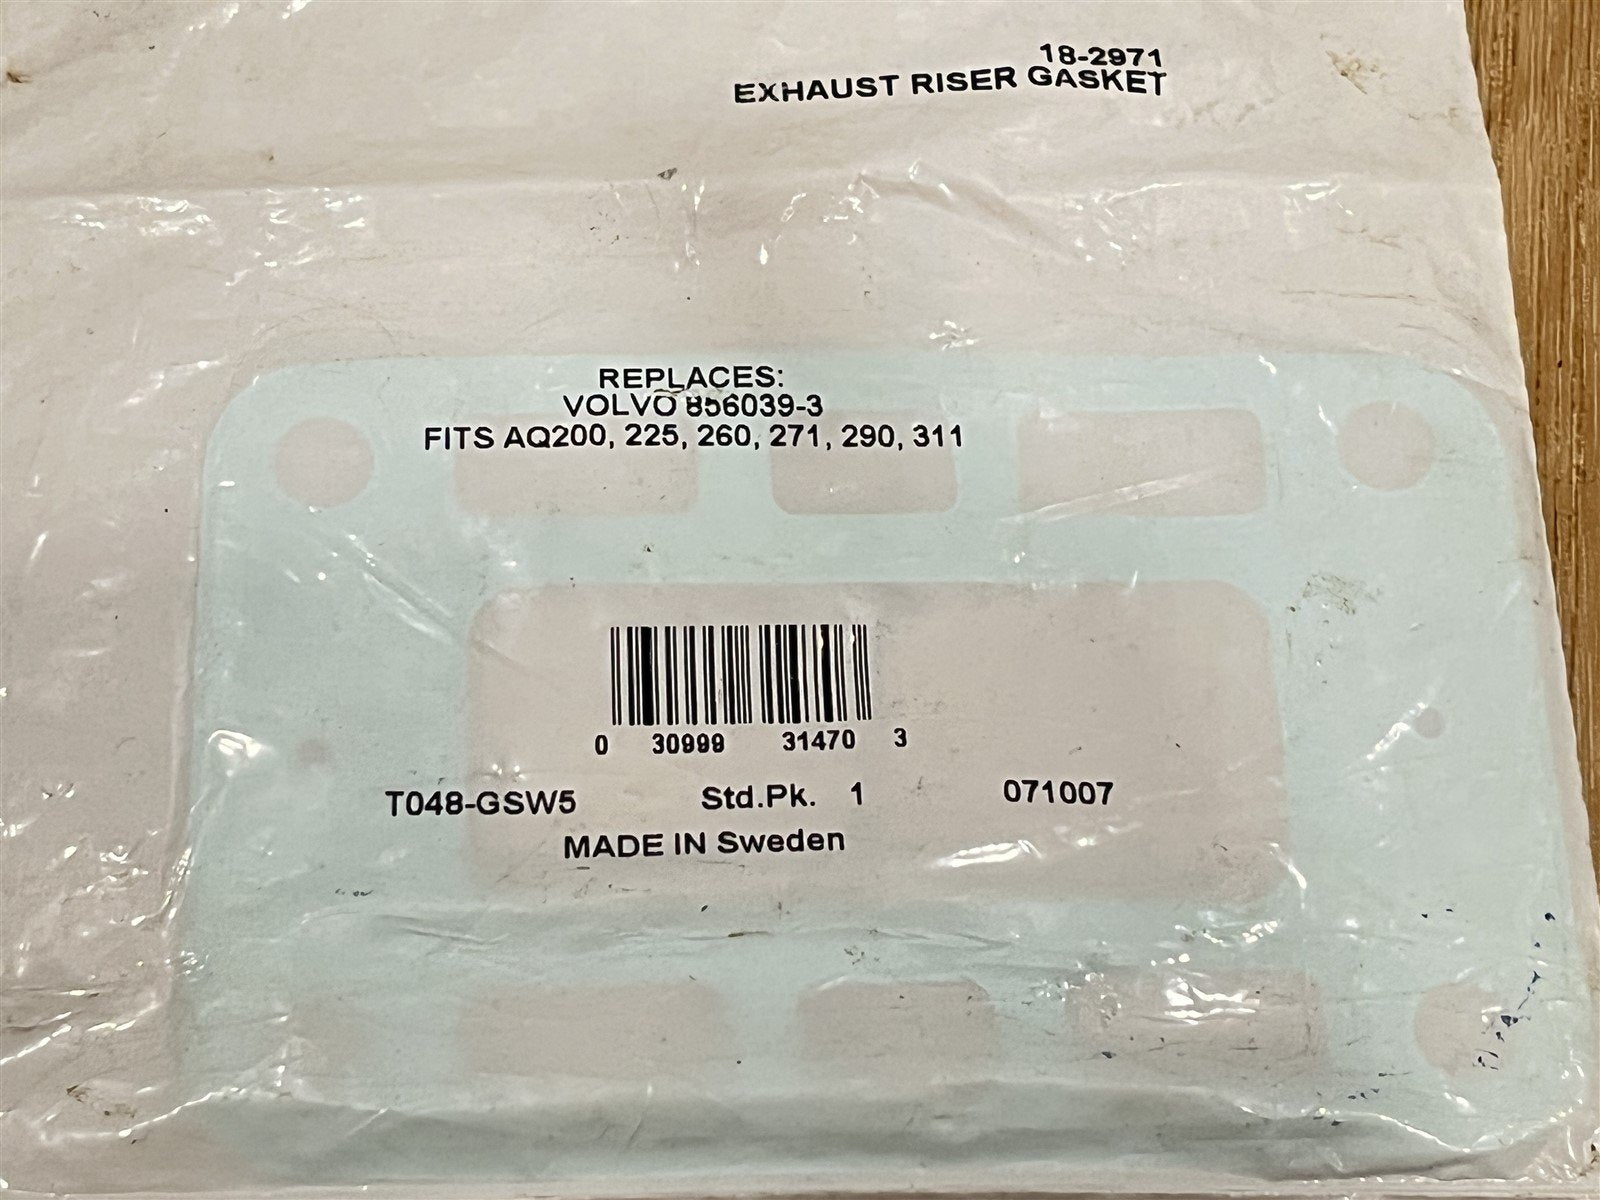 18-2971
EXHAUST RISER GASKET
REPLACES:
VOLVO 856039-3
FITS AQ200, 225, 260, 271, 290, 311
0 30999 31470 3
T048-GSW5 Std.Pk. 1 071007
MADE IN Sweden